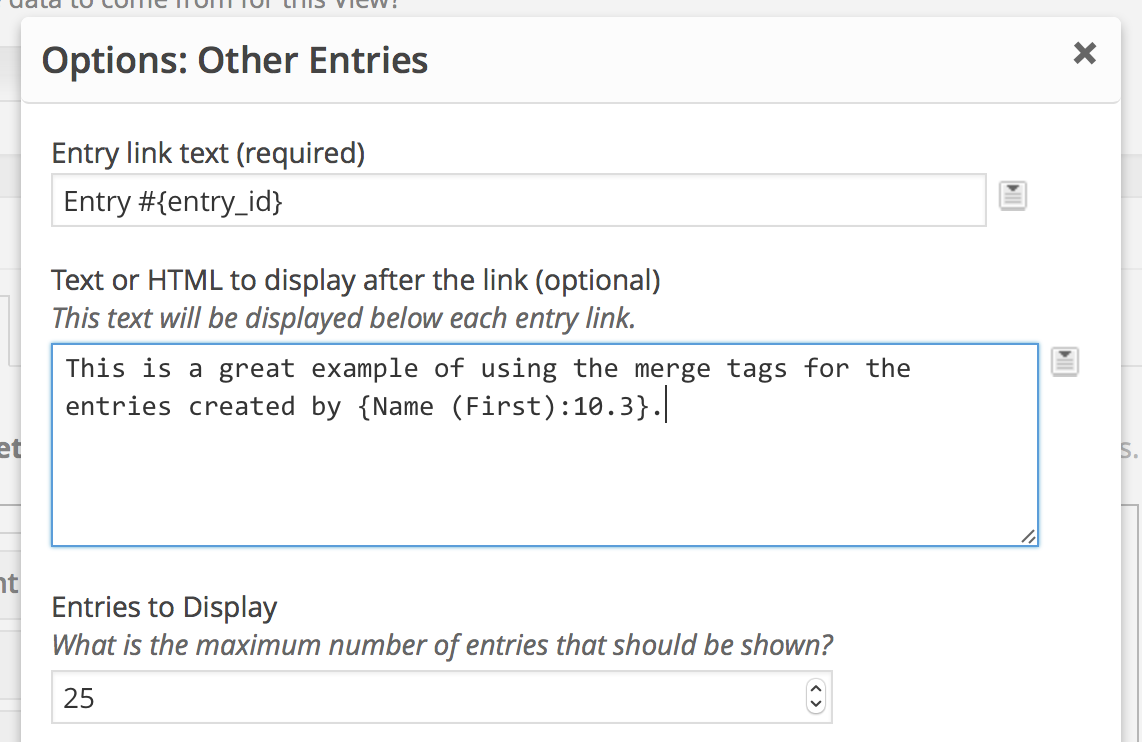 data to come from for this View?
Options: Other Entries
Entry link text (required)
Entry #{entry_id}
Text or HTML to display after the link (optional)
This text will be displayed below each entry link.
This is a great example of using the merge tags for the
entries created by {Name (First):10.3}.
et
s.
nt
Entries to Display
What is the maximum number of entries that should be shown?
25